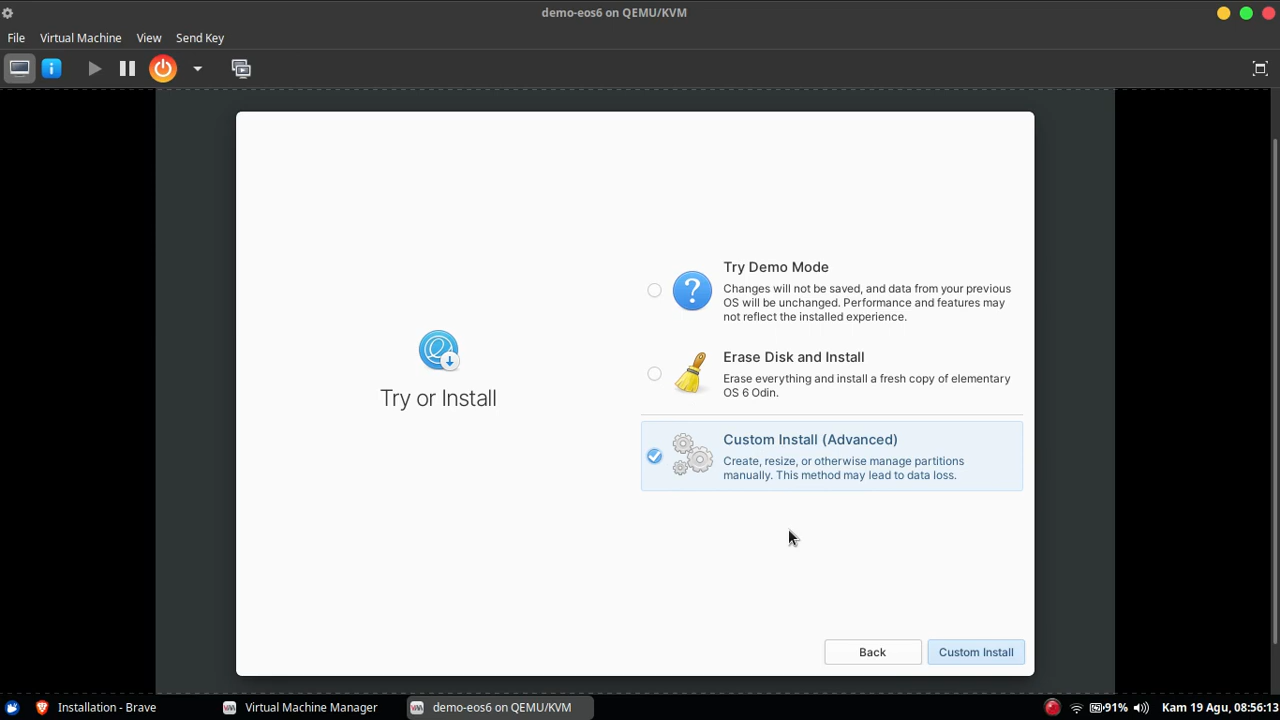 demo-eos6 on QEMU/KVM
File Virtual Machine View Send Key
Try or Install
Try Demo Mode
Changes will not be saved, and data from your previous
OS will be unchanged. Performance and features may
not reflect the installed experience.
Erase Disk and Install
Erase everything and install a fresh copy of elementary
OS 6 Odin.
Custom Install (Advanced)
Create, resize, or otherwise manage partitions
manually. This method may lead to data loss.
Back Custom Install
Installation - Brave Virtual Machine Manager demo-eos6 on QEMU/KVM 91% Kam 19 Agu, 08:56:13